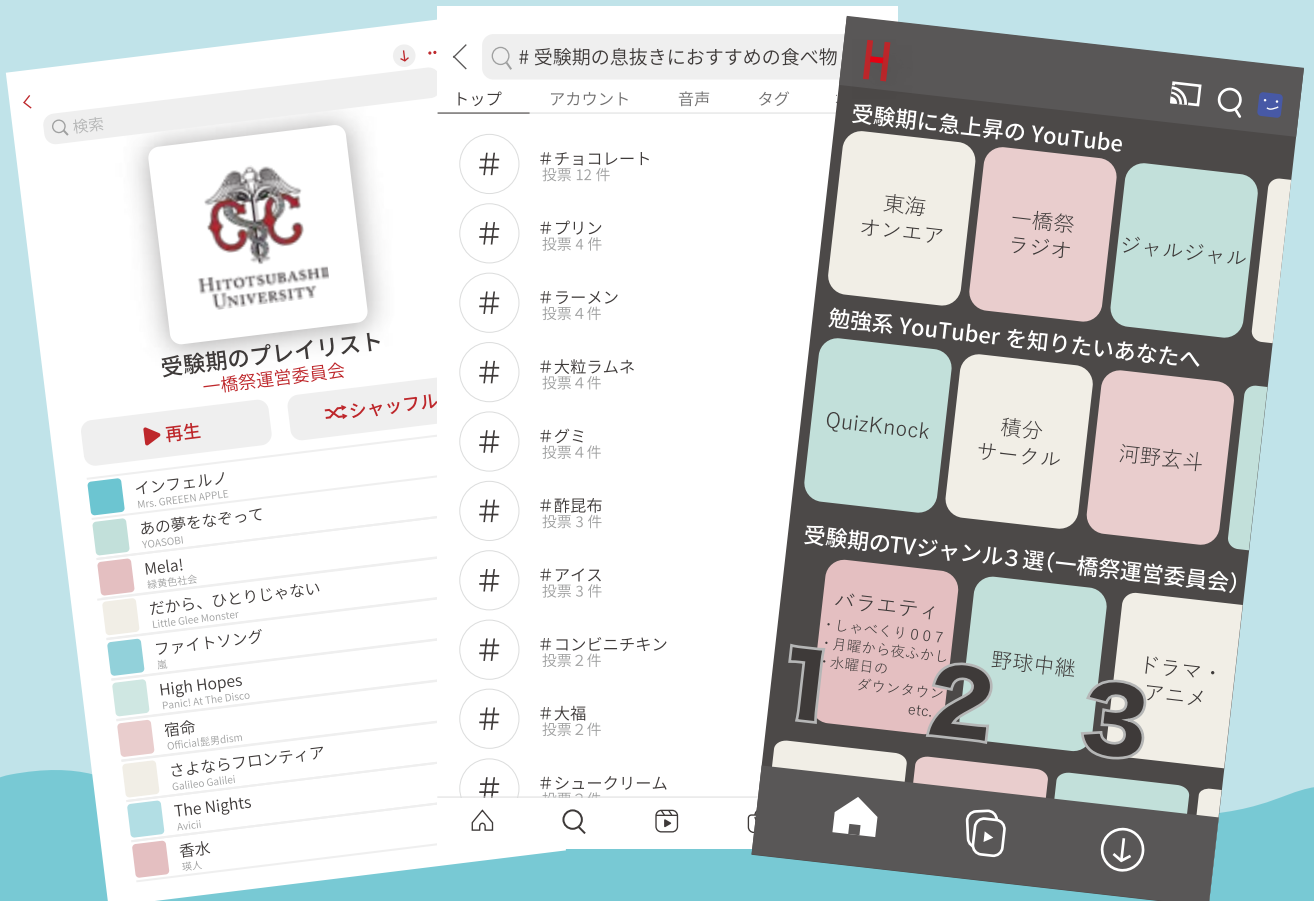 検索
HITOTSUBASHI
UNIVERSITY
受験期のプレイリスト
一橋祭運営委員会
再生
シャッフル
インフェルノ
Mrs. GREEEN APPLE
あの夢をなぞって
YOASOBI
Mela!
緑黄色社会
だから、ひとりじゃない
Little Glee Monster
ファイトソング
嵐
High Hopes
Panic! At The Disco
宿命
Official髭男dism
さよならフロンティア
Galileo Galilei
The Nights
Avicii
香水
瑛人
# 受験期の息抜きにおすすめの食べ物
トップ
アカウント
音声
タグ
#
#チョコレート
投票 12 件
#
#プリン
投票 4 件
#
#ラーメン
投票 4 件
#
#大粒ラムネ
投票 4 件
#
#グミ
投票 4 件
#
#酢昆布
投票 3 件
#
#アイス
投票 3 件
#
#コンビニチキン
投票 2 件
#
#大福
投票 2 件
#
#シュークリーム
H
受験期に急上昇の YouTube
東海
オンエア
一橋祭
ラジオ
ジャルジャル
勉強系 YouTuber を知りたいあなたへ
QuizKnock
積分
サークル
河野玄斗
受験期のTVジャンル3選(一橋祭運営委員会)
1
バラエティ
・しゃべくり007
・月曜から夜ふかし
・水曜日の
ダウンタウン
etc.
2
野球中継
3
ドラマ・
アニメ